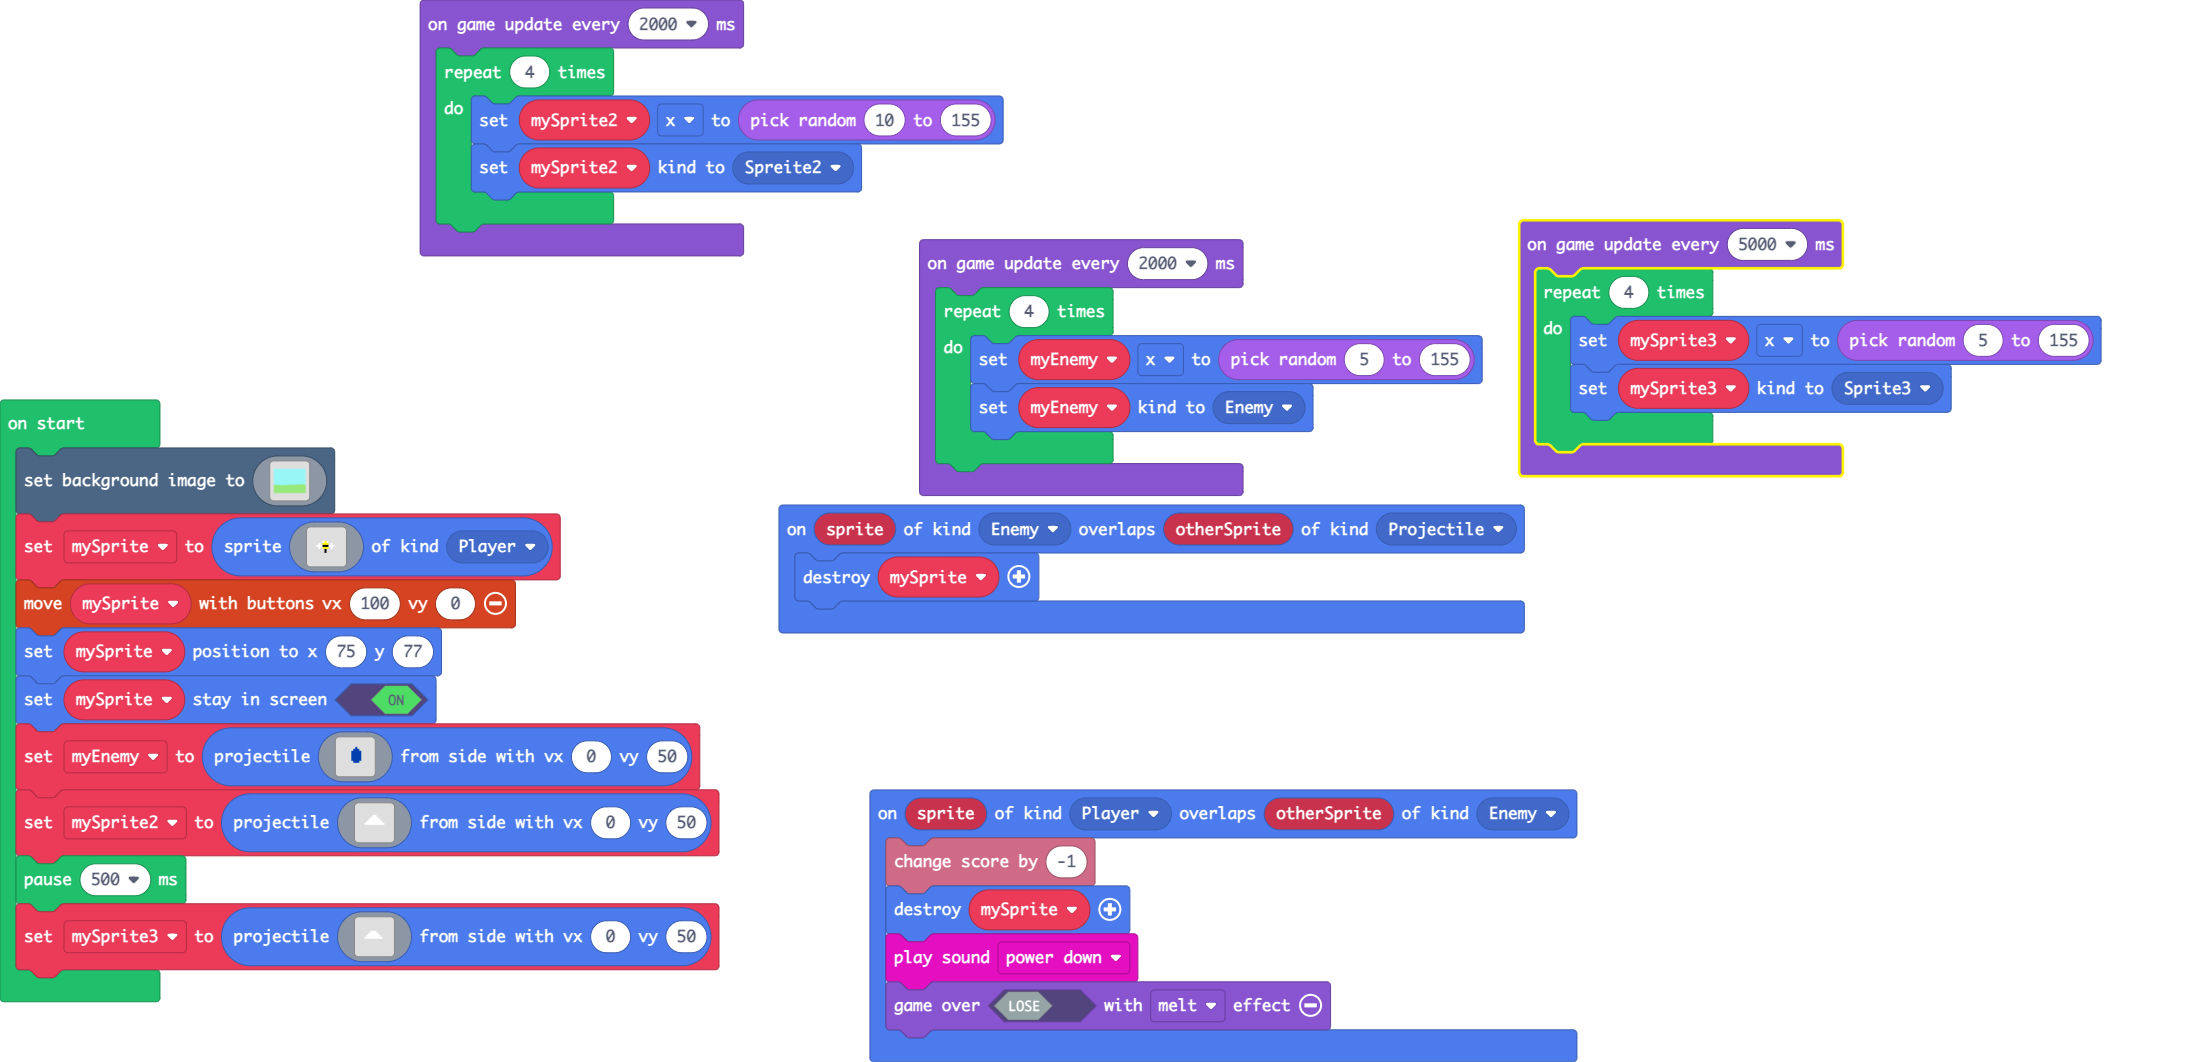 on game update every 2000 ms
repeat 4 times
do set mySprite2 x to pick random 10 to 155
set mySprite2 kind to Spreite2
on game update every 2000 ms
repeat 4 times
do set myEnemy x to pick random 5 to 155
set myEnemy kind to Enemy
on game update every 5000 ms
repeat 4 times
do set mySprite3 x to pick random 5 to 155
set mySprite3 kind to Sprite3
on start
set background image to
set mySprite to sprite of kind Player
move mySprite with buttons vx 100 vy 0
set mySprite position to x 75 y 77
set mySprite stay in screen ON
set myEnemy to projectile from side with vx 0 vy 50
set mySprite2 to projectile from side with vx 0 vy 50
pause 500 ms
set mySprite3 to projectile from side with vx 0 vy 50
on sprite of kind Enemy overlaps otherSprite of kind Projectile
destroy mySprite
on sprite of kind Player overlaps otherSprite of kind Enemy
change score by -1
destroy mySprite
play sound power down
game over LOSE with melt effect